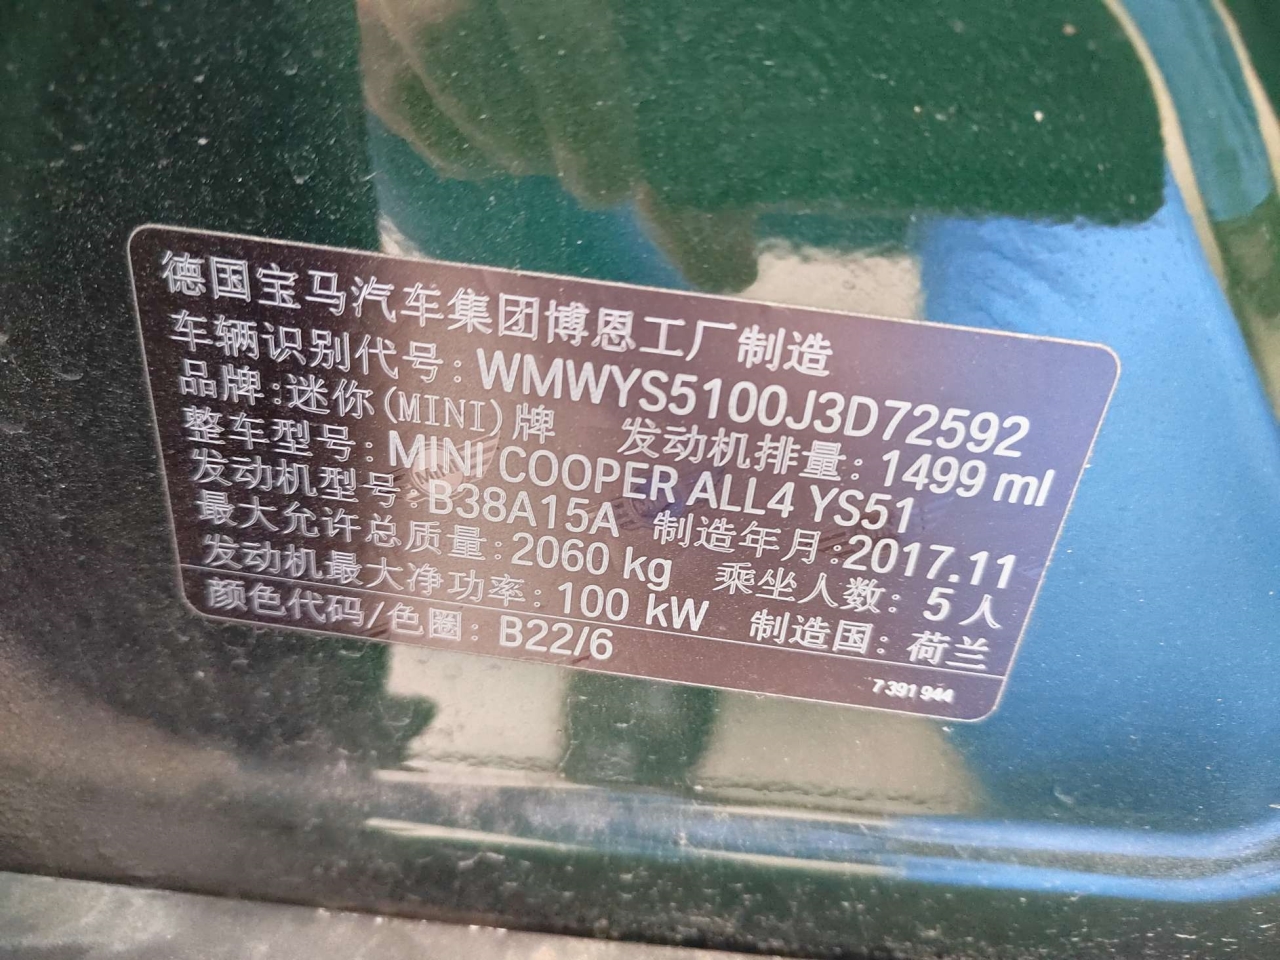 德国宝马汽车集团博恩工厂制造
车辆识别代号: WMWYS5100J3D72592
品牌:迷你(MINI)牌 发动机排量: 1499 ml
整车型号: MINI COOPER ALL4 YS51
发动机型号:B38A15A 制造年月:2017.11
最大允许总质量:2060 kg 乘坐人数: 5人
发动机最大净功率: 100 kW 制造国: 荷兰
颜色代码/色圈: B22/6
7 391 944